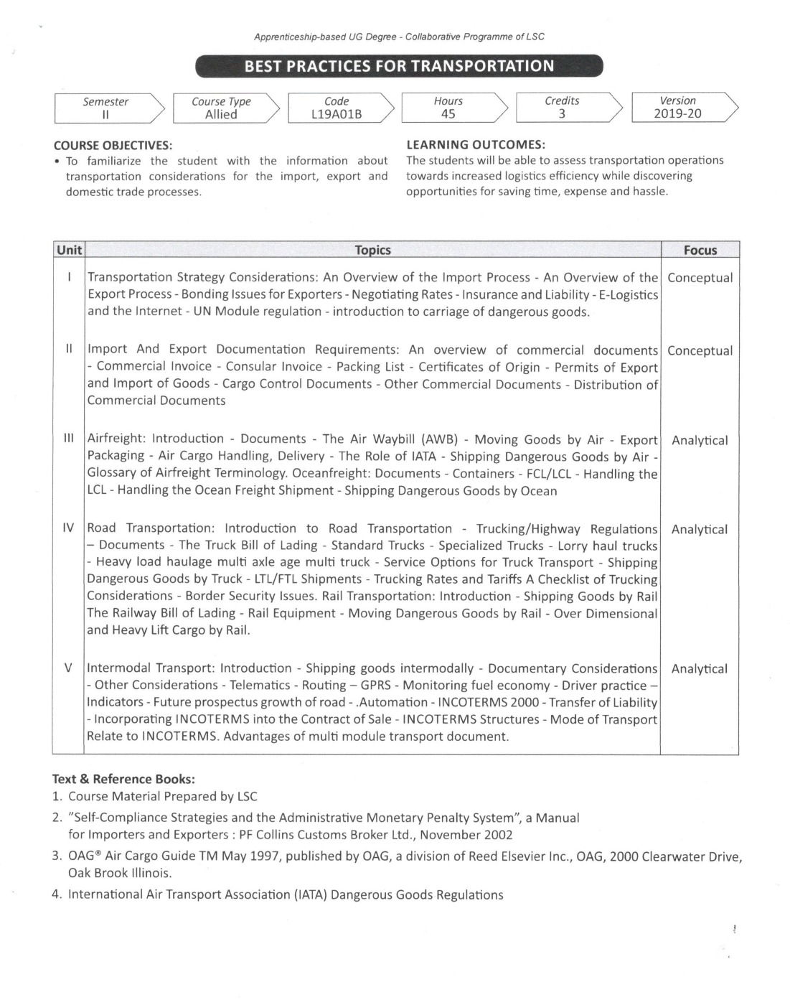 Apprenticeship-based UG Degree - Collaborative Programme of LSC
BEST PRACTICES FOR TRANSPORTATION
Semester
II
Course Type
Allied
Code
L19A01B
Hours
45
Credits
3
Version
2019-20
COURSE OBJECTIVES:
• To familiarize the student with the information about
transportation considerations for the import, export and
domestic trade processes.
LEARNING OUTCOMES:
The students will be able to assess transportation operations
towards increased logistics efficiency while discovering
opportunities for saving time, expense and hassle.
Unit Topics Focus
I Transportation Strategy Considerations: An Overview of the Import Process - An Overview of the Conceptual
Export Process - Bonding Issues for Exporters - Negotiating Rates - Insurance and Liability - E-Logistics
and the Internet - UN Module regulation - introduction to carriage of dangerous goods.
II Import And Export Documentation Requirements: An overview of commercial documents Conceptual
- Commercial Invoice - Consular Invoice - Packing List - Certificates of Origin - Permits of Export
and Import of Goods - Cargo Control Documents - Other Commercial Documents - Distribution of
Commercial Documents
III Airfreight: Introduction - Documents - The Air Waybill (AWB) - Moving Goods by Air - Export Analytical
Packaging - Air Cargo Handling, Delivery - The Role of IATA - Shipping Dangerous Goods by Air -
Glossary of Airfreight Terminology. Oceanfreight: Documents - Containers - FCL/LCL - Handling the
LCL - Handling the Ocean Freight Shipment - Shipping Dangerous Goods by Ocean
IV Road Transportation: Introduction to Road Transportation - Trucking/Highway Regulations Analytical
– Documents - The Truck Bill of Lading - Standard Trucks - Specialized Trucks - Lorry haul trucks
- Heavy load haulage multi axle age multi truck - Service Options for Truck Transport - Shipping
Dangerous Goods by Truck - LTL/FTL Shipments - Trucking Rates and Tariffs A Checklist of Trucking
Considerations - Border Security Issues. Rail Transportation: Introduction - Shipping Goods by Rail
The Railway Bill of Lading - Rail Equipment - Moving Dangerous Goods by Rail - Over Dimensional
and Heavy Lift Cargo by Rail.
V Intermodal Transport: Introduction - Shipping goods intermodally - Documentary Considerations Analytical
- Other Considerations - Telematics - Routing – GPRS - Monitoring fuel economy - Driver practice –
Indicators - Future prospectus growth of road - .Automation - INCOTERMS 2000 - Transfer of Liability
- Incorporating INCOTERMS into the Contract of Sale - INCOTERMS Structures - Mode of Transport
Relate to INCOTERMS. Advantages of multi module transport document.
Text & Reference Books:
1. Course Material Prepared by LSC
2. ”Self-Compliance Strategies and the Administrative Monetary Penalty System”, a Manual
for Importers and Exporters : PF Collins Customs Broker Ltd., November 2002
3. OAG® Air Cargo Guide TM May 1997, published by OAG, a division of Reed Elsevier Inc., OAG, 2000 Clearwater Drive,
Oak Brook Illinois.
4. International Air Transport Association (IATA) Dangerous Goods Regulations